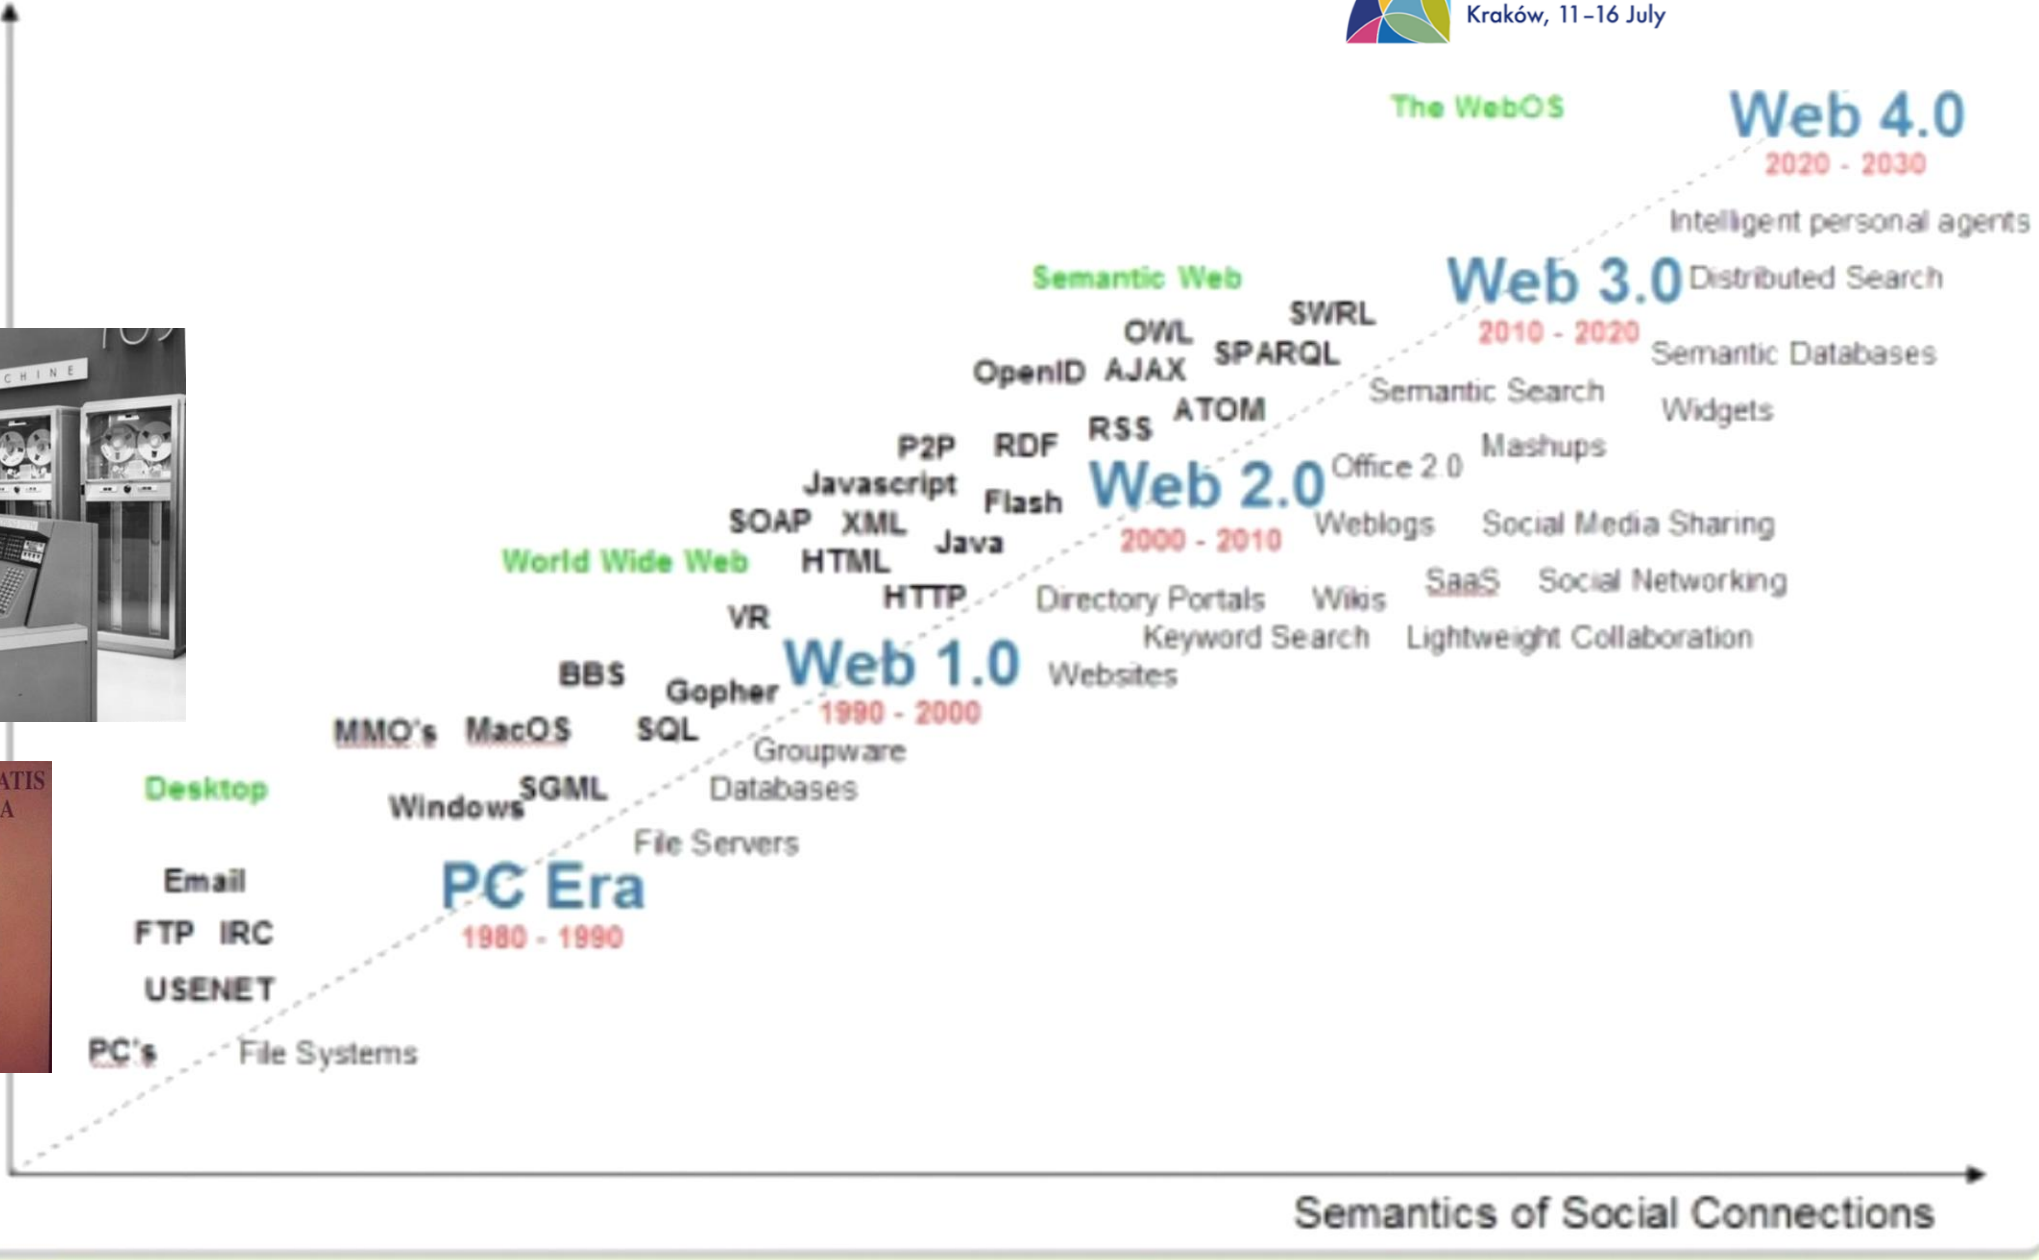 Kraków, 11–16 July
The WebOS
Web 4.0
2020 - 2030
Intelligent personal agents
Semantic Web
Web 3.0
Distributed Search
SWRL
2010 - 2020
OWL
SPARQL
Semantic Databases
OpenID
AJAX
Semantic Search
CHINE
ATOM
Widgets
RSS
P2P
RDF
Mashups
Web 2.0
Office 2.0
Javascript
Flash
SOAP
XML
Weblogs
Social Media Sharing
Java
2000 - 2010
World Wide Web
HTML
SaaS
Social Networking
HTTP
Directory Portals
Wikis
VR
Keyword Search
Lightweight Collaboration
Web 1.0
BBS
Websites
Gopher
1990 - 2000
MMO's
MacOS
SQL
Groupware
ATIS
A
Desktop
SGML
Databases
Windows
File Servers
Email
PC Era
FTP
IRC
1980 - 1990
USENET
PC's
File Systems
Semantics of Social Connections